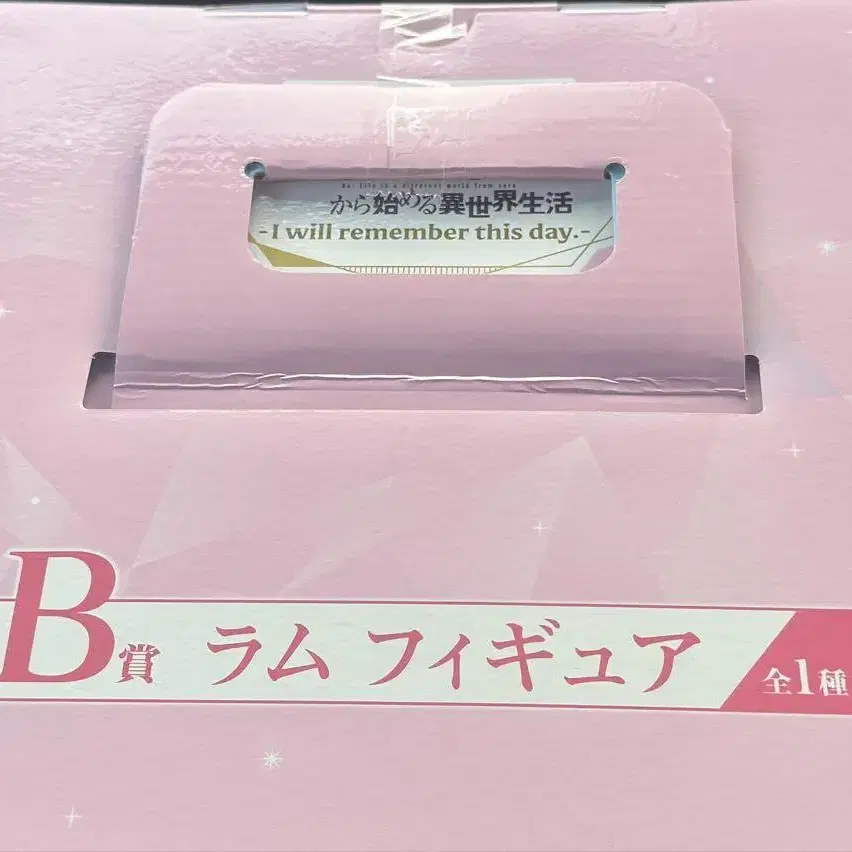 Re: Life in a different world from zero
から始める異世界生活
-I will remember this day.-
B賞 ラム フィギュア 全1種